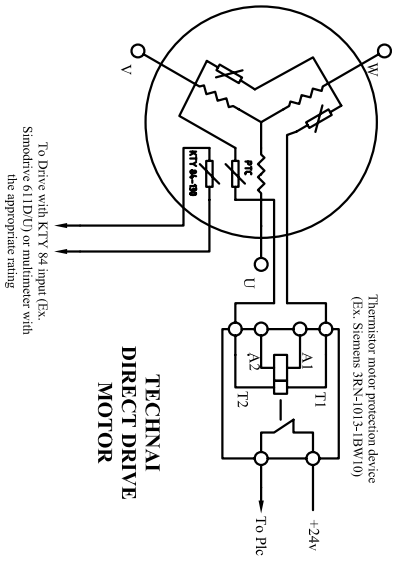 Thermistor motor protection device
(Ex. Siemens 3RN-1013-1BW10)
W
V
U
PTC
KTY 84-130
T1
A1
A2
T2
+24v
To Plc
TECHNAI
DIRECT DRIVE
MOTOR
To Drive with KTY 84 input (Ex.
Simodrive 611D/U) or multimeter with
the appropriate rating